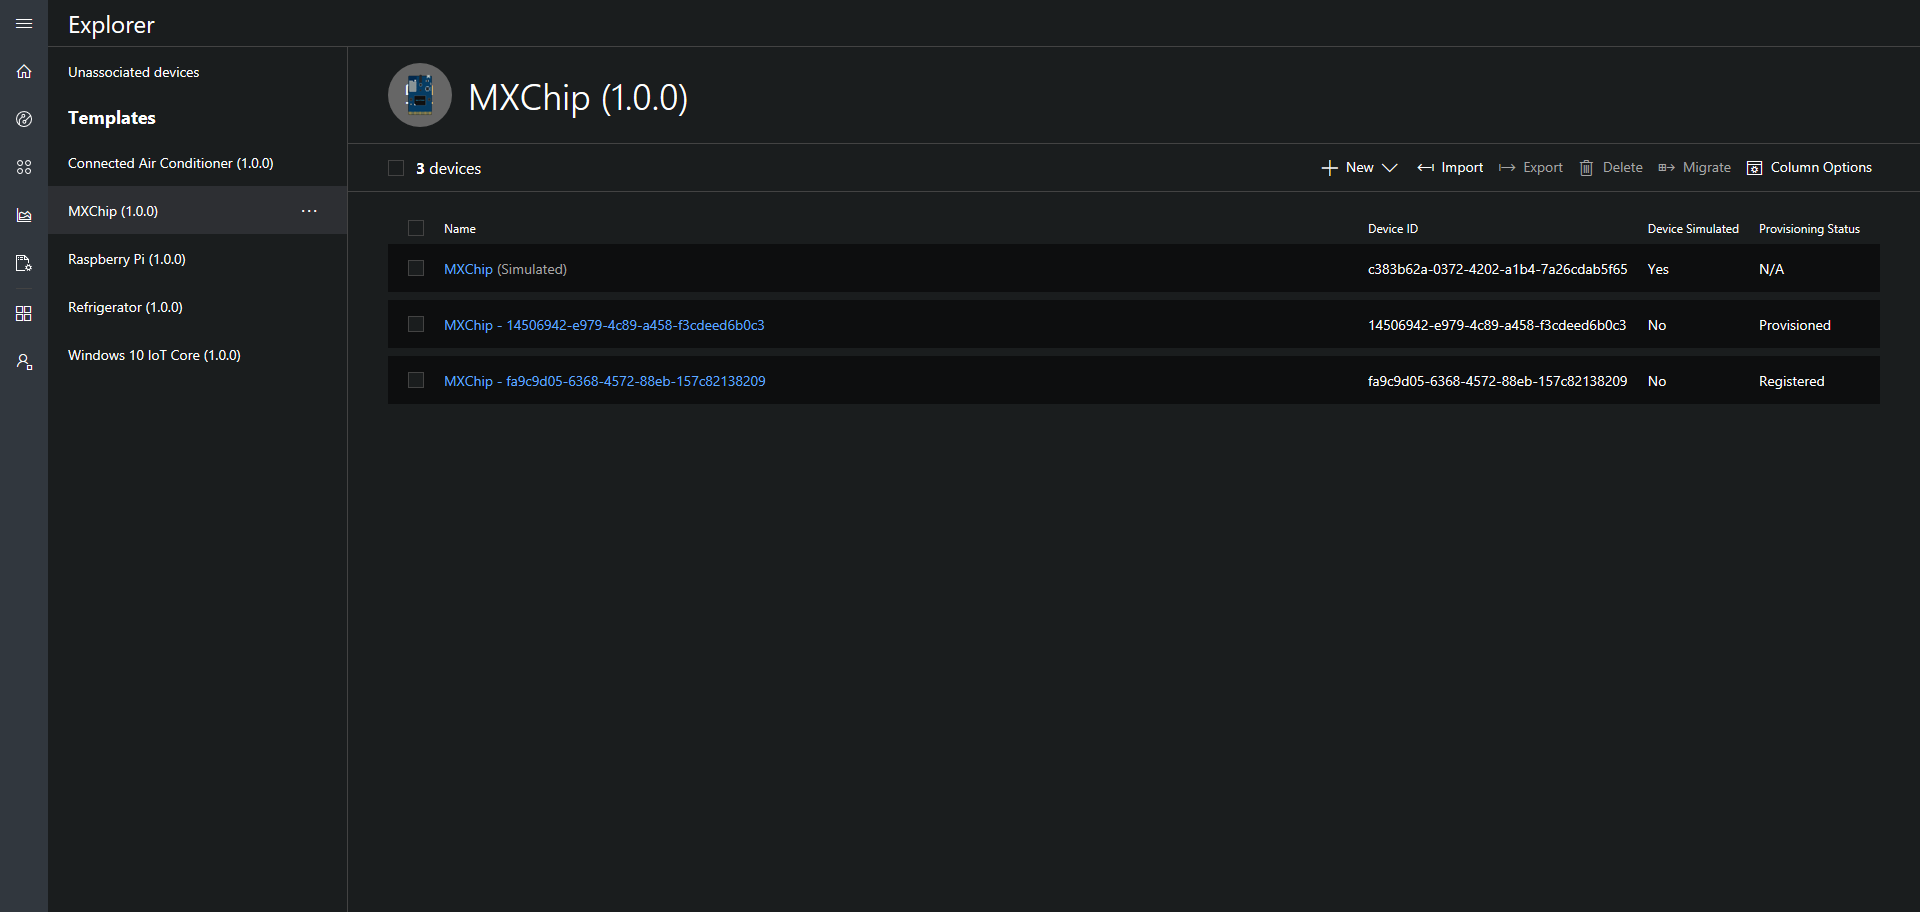 Explorer
Unassociated devices
Templates
Connected Air Conditioner (1.0.0)
MXChip (1.0.0)
Raspberry Pi (1.0.0)
Refrigerator (1.0.0)
Windows 10 IoT Core (1.0.0)
MXChip (1.0.0)
3 devices
New Import Export Delete Migrate Column Options
Name Device ID Device Simulated Provisioning Status
MXChip (Simulated) c383b62a-0372-4202-a1b4-7a26cdab5f65 Yes N/A
MXChip - 14506942-e979-4c89-a458-f3cdeed6b0c3 14506942-e979-4c89-a458-f3cdeed6b0c3 No Provisioned
MXChip - fa9c9d05-6368-4572-88eb-157c82138209 fa9c9d05-6368-4572-88eb-157c82138209 No Registered